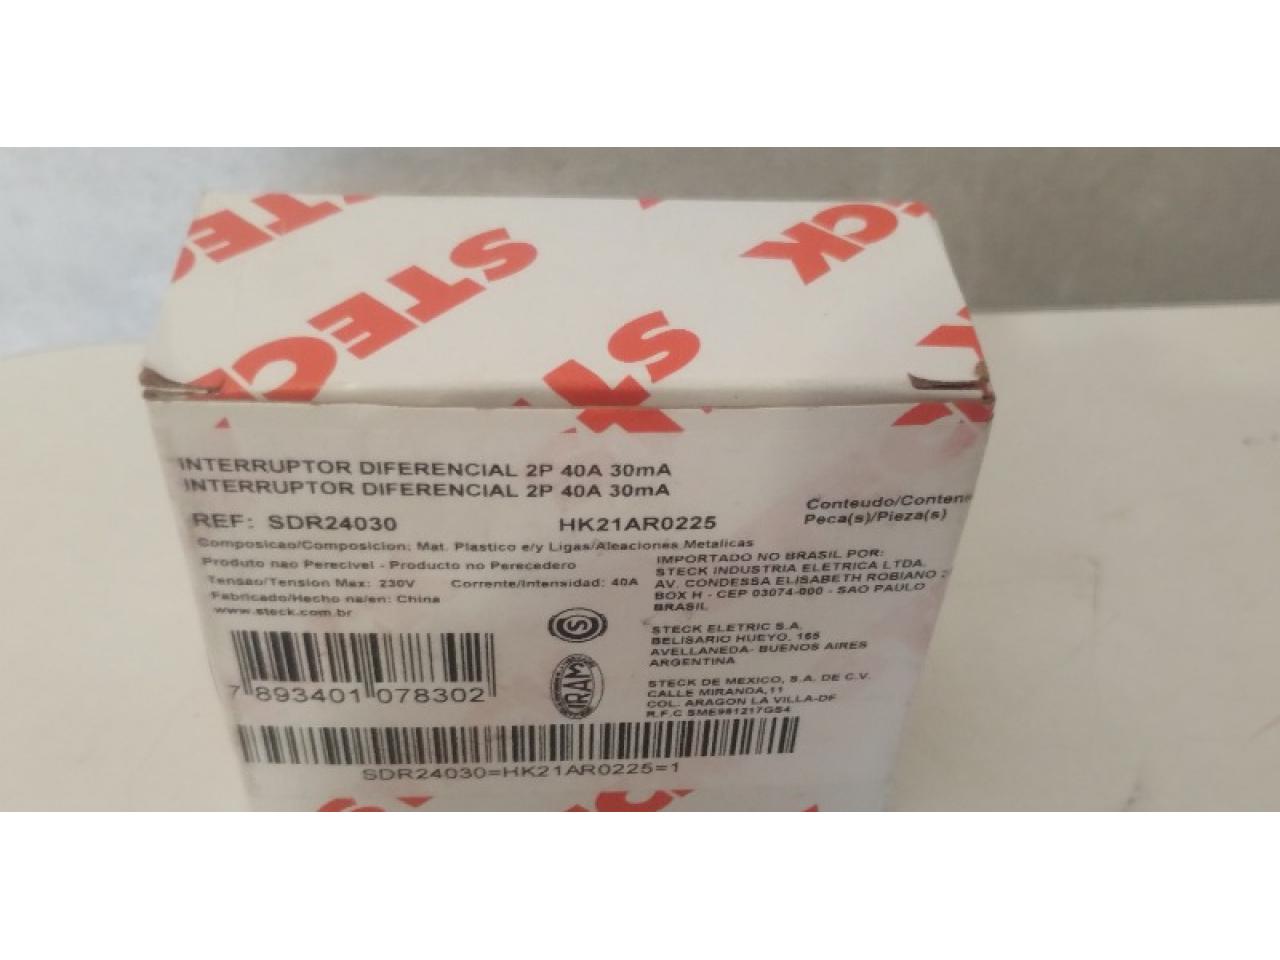 STECK
STECK
ST
CK
INTERRUPTOR DIFERENCIAL 2P 40A 30mA
INTERRUPTOR DIFERENCIAL 2P 40A 30mA
REF: SDR24030 HK21AR0225
Conteudo/Conten
Peca(s)/Pieza(s)
Composicao/Composicion: Mat. Plastico e/y Ligas/Aleaciones Metalicas
Produto nao Perecivel - Producto no Perecedero
Tensao/Tension Max: 230V Corrente/Intensidad: 40A
Fabricado/Hecho na/en: China
www.steck.com.br
IMPORTADO NO BRASIL POR:
STECK INDUSTRIA ELETRICA LTDA.
AV. CONDESSA ELISABETH ROBIANO
BOX H - CEP 03074-000 - SAO PAULO
BRASIL
STECK ELETRIC S.A.
BELISARIO HUEYO, 165
AVELLANEDA- BUENOS AIRES
ARGENTINA
STECK DE MEXICO, S.A. DE C.V.
CALLE MIRANDA,11
COL. ARAGON LA VILLA-DF
R.F.C SME981217GS4
S
IRAM
7 893401 078302
SDR24030=HK21AR0225=1